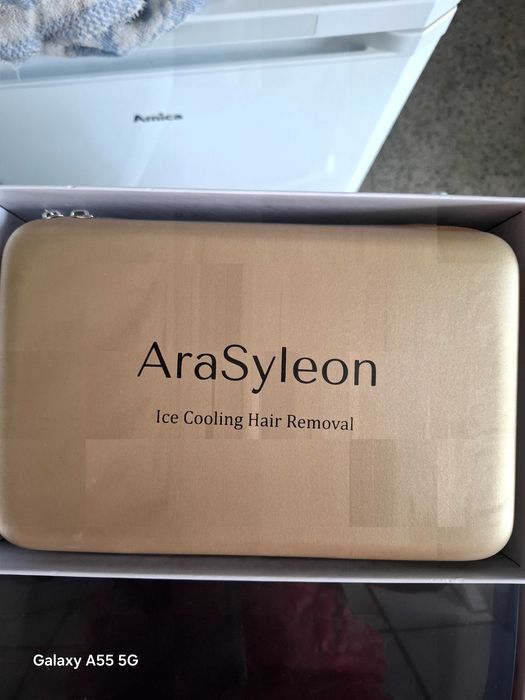 Amica
AraSyleon
Ice Cooling Hair Removal
Galaxy A55 5G